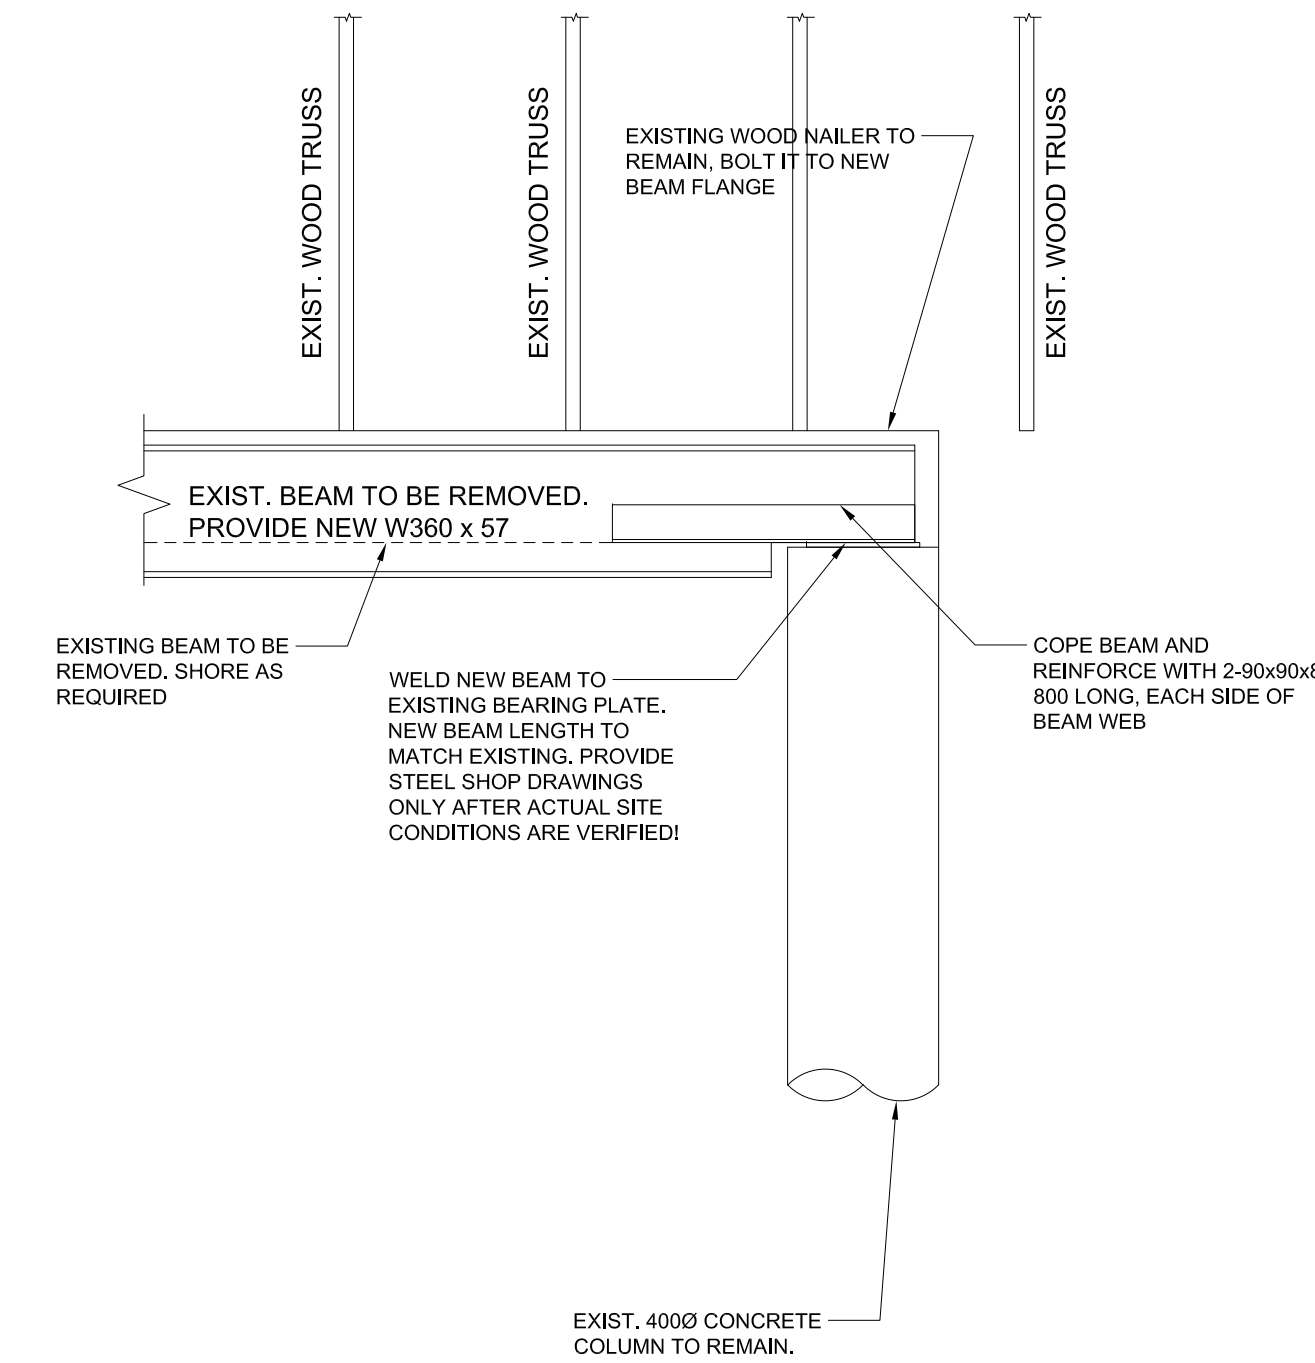 EXIST. WOOD TRUSS
EXIST. WOOD TRUSS
EXIST. WOOD TRUSS
EXISTING WOOD NAILER TO
REMAIN, BOLT IT TO NEW
BEAM FLANGE
EXIST. BEAM TO BE REMOVED.
PROVIDE NEW W360 x 57
EXISTING BEAM TO BE
REMOVED. SHORE AS
REQUIRED
WELD NEW BEAM TO
EXISTING BEARING PLATE.
NEW BEAM LENGTH TO
MATCH EXISTING. PROVIDE
STEEL SHOP DRAWINGS
ONLY AFTER ACTUAL SITE
CONDITIONS ARE VERIFIED!
COPE BEAM AND
REINFORCE WITH 2-90x90x8
800 LONG, EACH SIDE OF
BEAM WEB
EXIST. 400Ø CONCRETE
COLUMN TO REMAIN.